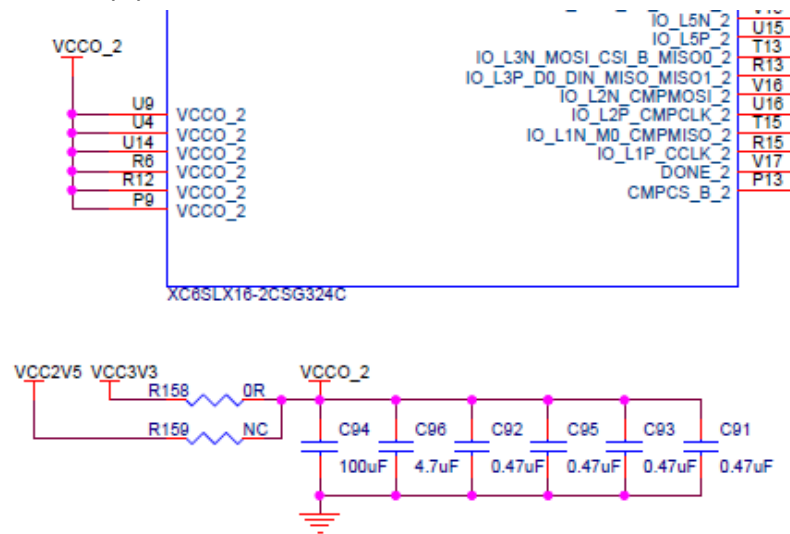 IO_L5N_2
U15
IO_L5P_2
T13
VCCO_2
IO_L3N_MOSI_CSI_B_MISO0_2
R13
IO_L3P_D0_DIN_MISO_MISO1_2
V16
IO_L2N_CMPMOSI_2
U16
U9
VCCO_2
IO_L2P_CMPCLK_2
T15
U4
VCCO_2
IO_L1N_M0_CMPMISO_2
R15
U14
VCCO_2
IO_L1P_CCLK_2
V17
R6
VCCO_2
DONE_2
P13
R12
VCCO_2
CMPCS_B_2
P9
VCCO_2
XC6SLX16-2CSG324C
VCC2V5 VCC3V3
VCCO_2
R158 0R
R159 NC
C94 C96 C92 C95 C93 C91
100uF 4.7uF 0.47uF 0.47uF 0.47uF 0.47uF